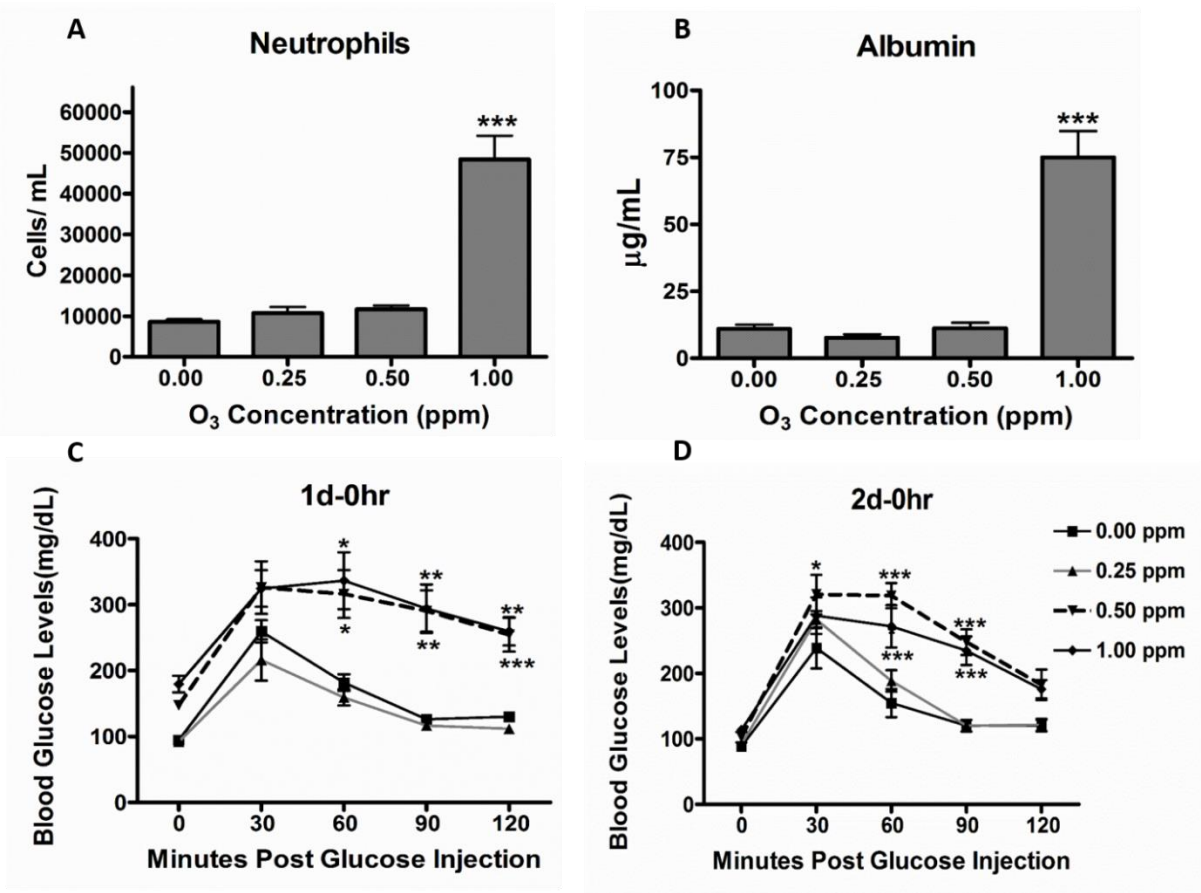 A
Neutrophils
Cells/ mL
60000
50000
40000
30000
20000
10000
0
***
0.00 0.25 0.50 1.00
O₃ Concentration (ppm)
B
Albumin
μg/mL
100
75
50
25
0
***
0.00 0.25 0.50 1.00
O₃ Concentration (ppm)
C
1d-0hr
Blood Glucose Levels(mg/dL)
400
300
200
100
0
*
**
**
*
**
***
0 30 60 90 120
Minutes Post Glucose Injection
D
2d-0hr
Blood Glucose Levels(mg/dL)
400
300
200
100
0
*
***
***
***
***
0 30 60 90 120
Minutes Post Glucose Injection
0.00 ppm
0.25 ppm
0.50 ppm
1.00 ppm